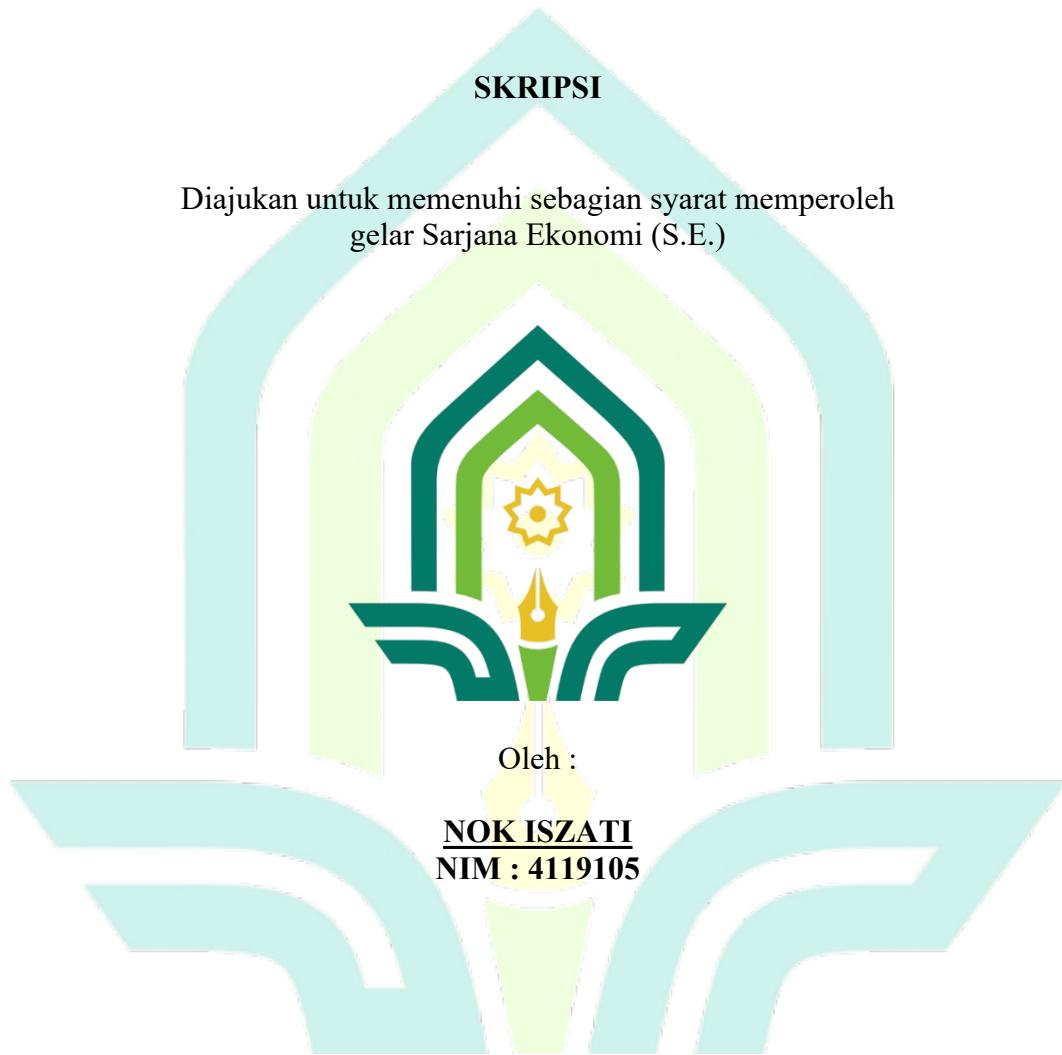 SKRIPSI
Diajukan untuk memenuhi sebagian syarat memperoleh
gelar Sarjana Ekonomi (S.E.)
Oleh :
NOK ISZATI
NIM : 4119105